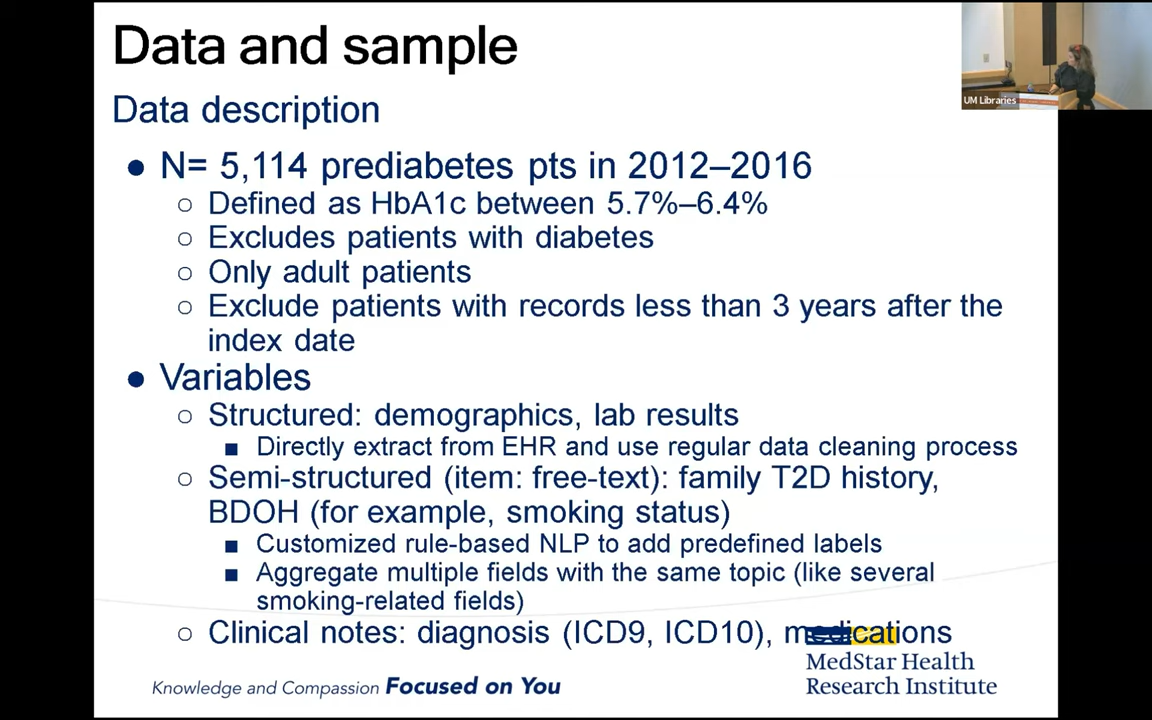 Data and sample
UM Libraries
Data description
● N= 5,114 prediabetes pts in 2012–2016
○ Defined as HbA1c between 5.7%–6.4%
○ Excludes patients with diabetes
○ Only adult patients
○ Exclude patients with records less than 3 years after the
index date
● Variables
○ Structured: demographics, lab results
■ Directly extract from EHR and use regular data cleaning process
○ Semi-structured (item: free-text): family T2D history,
BDOH (for example, smoking status)
■ Customized rule-based NLP to add predefined labels
■ Aggregate multiple fields with the same topic (like several
smoking-related fields)
○ Clinical notes: diagnosis (ICD9, ICD10), medications
MedStar Health
Research Institute
Knowledge and Compassion Focused on You